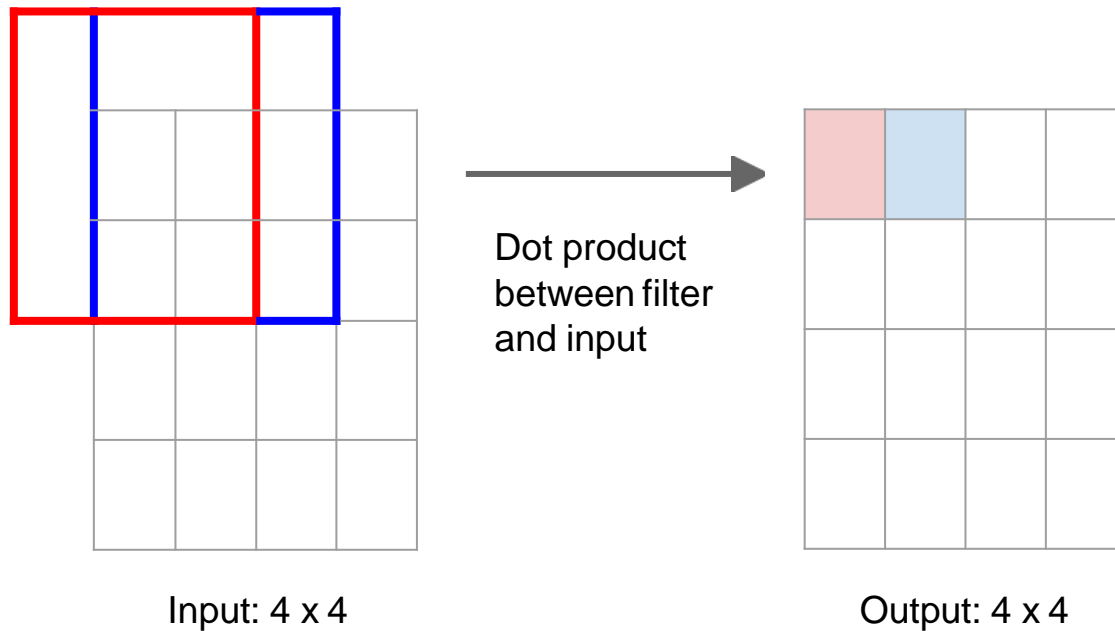 Dot product
between filter
and input
Input: 4 x 4
Output: 4 x 4